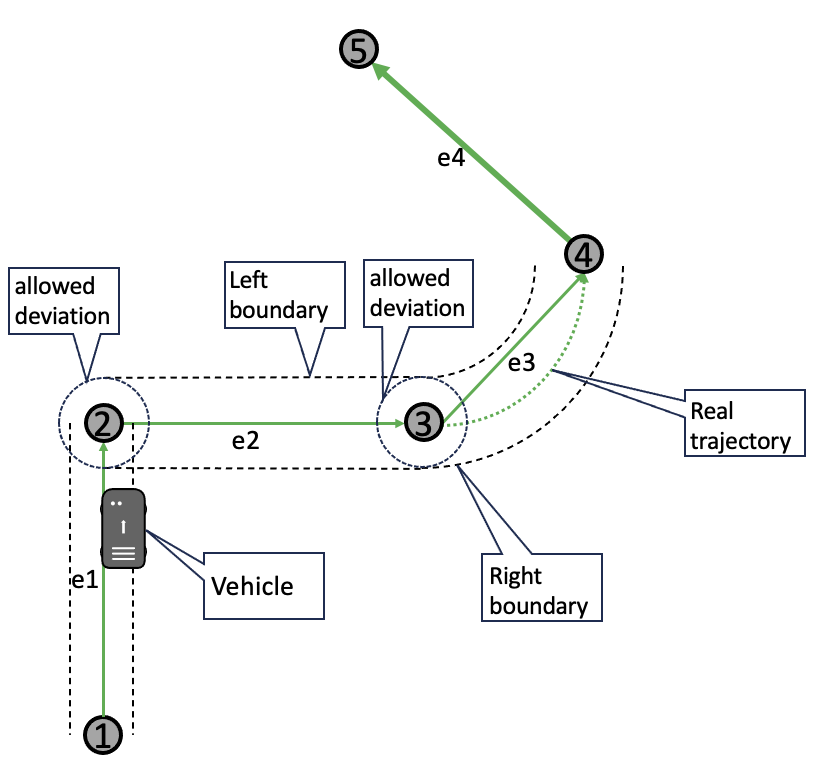 5
e4
4
allowed
deviation
Left
boundary
allowed
deviation
e3
Real
trajectory
2
3
e2
e1
Vehicle
Right
boundary
1